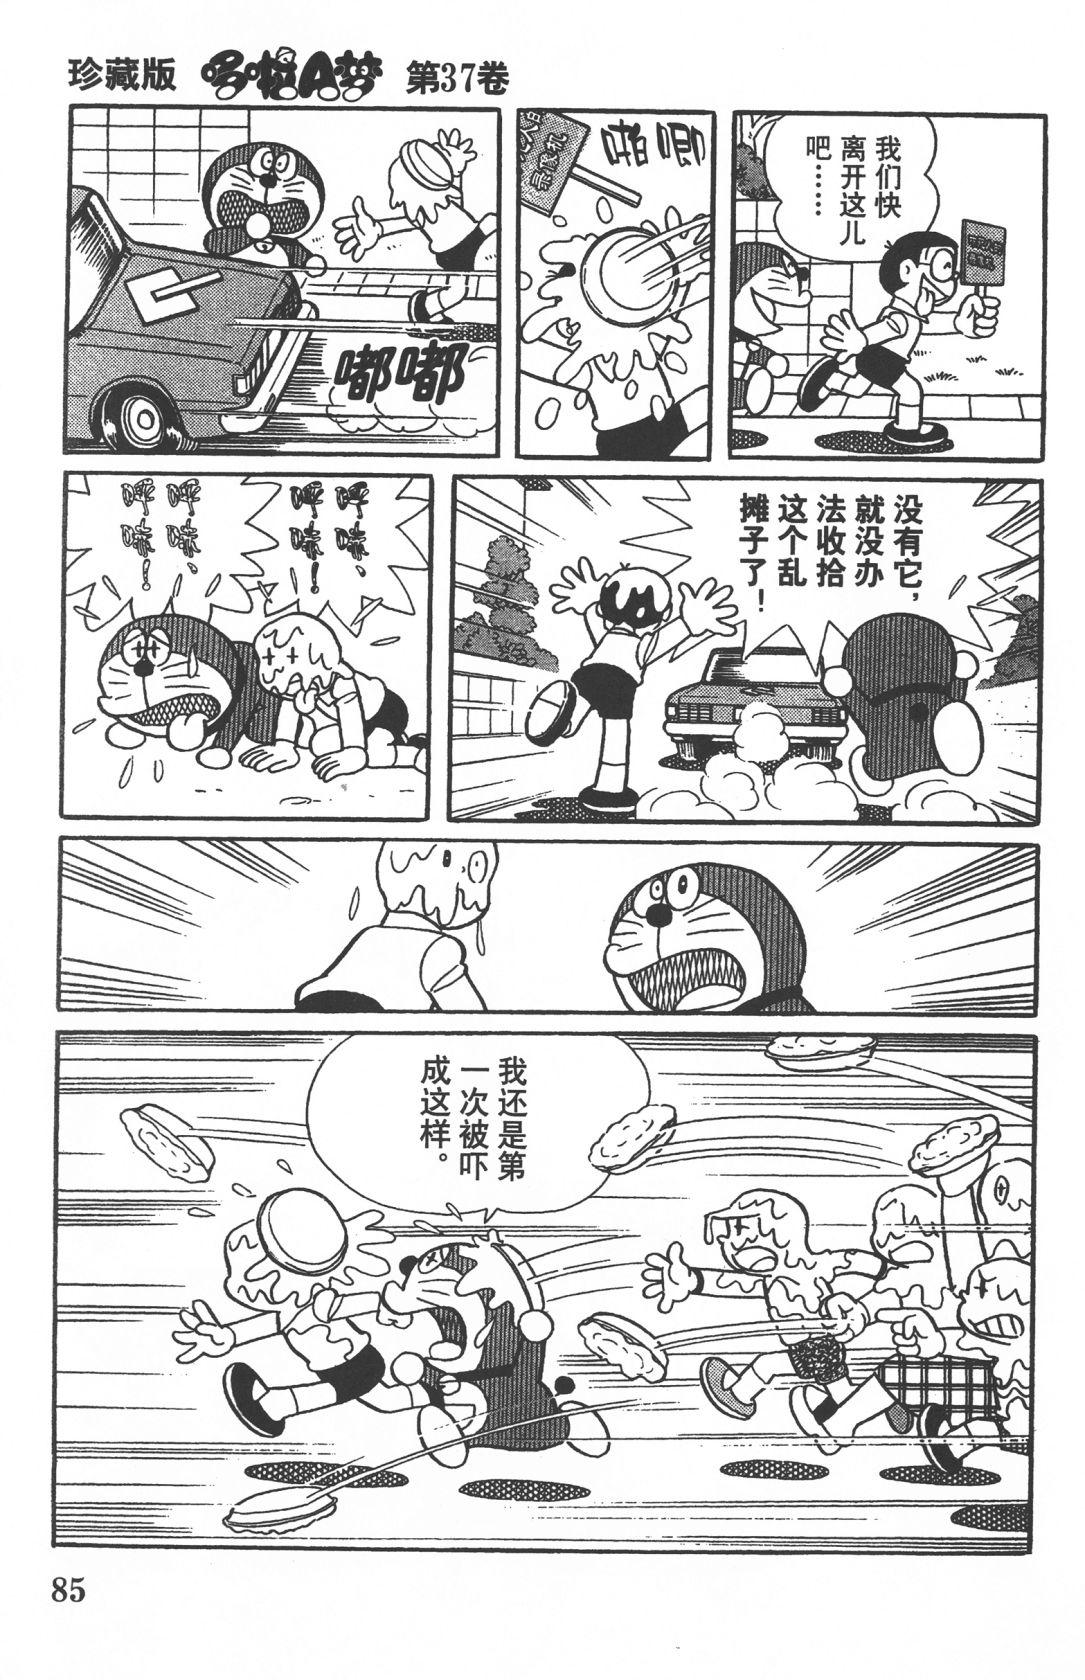 珍藏版 哆啦A梦 第37卷
我们快
离开这儿
吧……
啪唧
嘟嘟
没有它，
就没办
法收拾
这个乱
摊子了！
呼哧、
呼哧！
呼哧、
呼哧！
我还是第
一次被吓
成这样。
85